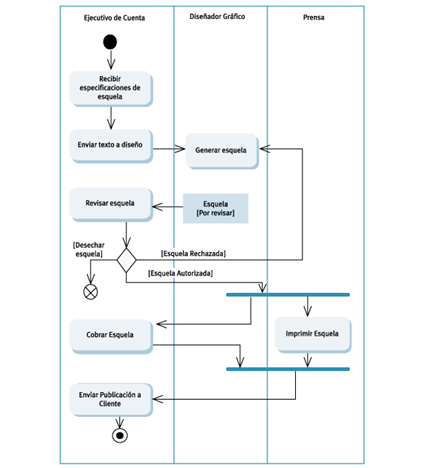 Ejecutivo de Cuenta
Diseñador Gráfico
Prensa
Recibir
especificaciones de
esquela
Enviar texto a diseño
Generar esquela
Revisar esquela
Esquela
[Por revisar]
[Desechar
esquela]
[Esquela Rechazada]
[Esquela Autorizada]
Cobrar Esquela
Imprimir Esquela
Enviar Publicación a
Cliente